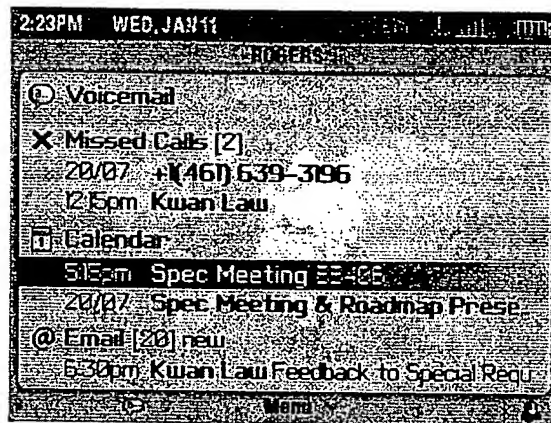 2:23PM WED, JAN 11
ROGERS
Voicemail
Missed Calls [2]
20/07 +1(461) 639-3196
12:15pm Kwan Law
Calendar
Spec Meeting
20/07 Spec Meeting & Roadmap Prese
@ Email [20] new
6:30pm Kwan Law Feedback to Special Requ
Menu